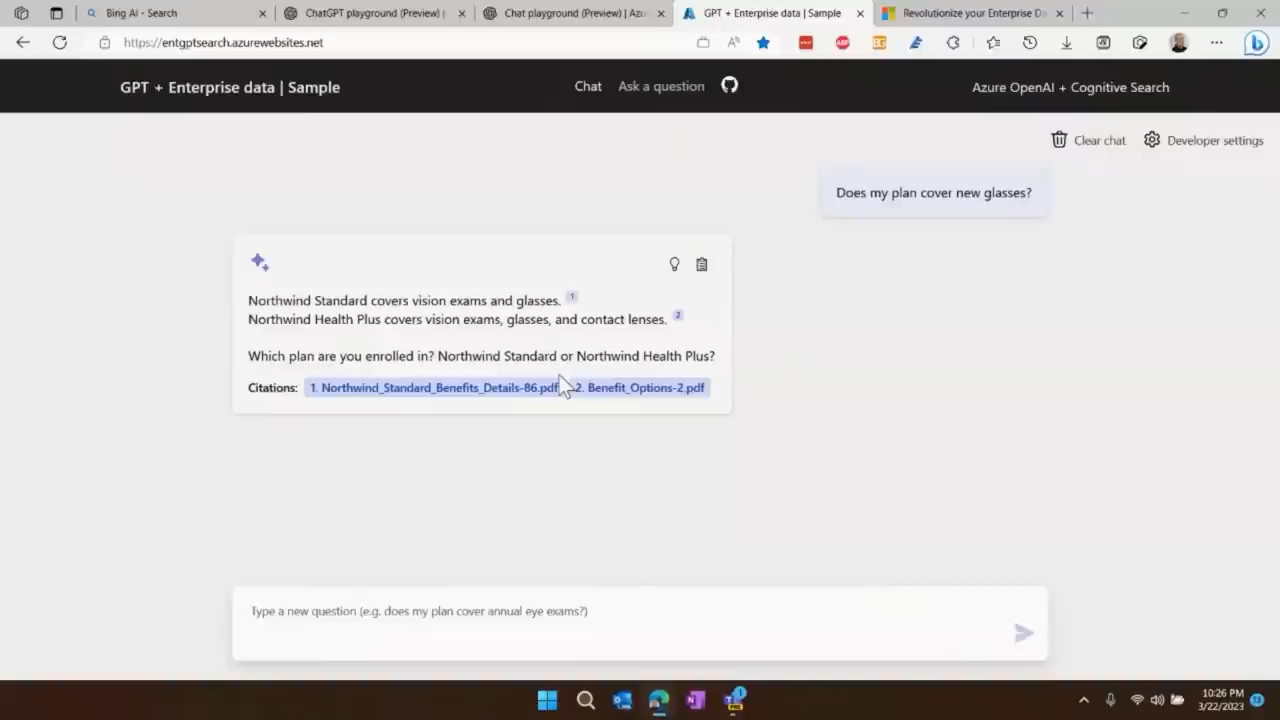 Bing AI - Search
ChatGPT playground (Preview)
Chat playground (Preview) | Azu
GPT + Enterprise data | Sample
Revolutionize your Enterprise Da
https://entgptsearch.azurewebsites.net
GPT + Enterprise data | Sample
Chat
Ask a question
Azure OpenAI + Cognitive Search
Clear chat
Developer settings
Does my plan cover new glasses?
Northwind Standard covers vision exams and glasses. 1
Northwind Health Plus covers vision exams, glasses, and contact lenses. 2
Which plan are you enrolled in? Northwind Standard or Northwind Health Plus?
Citations: 1. Northwind_Standard_Benefits_Details-86.pdf 2. Benefit_Options-2.pdf
Type a new question (e.g. does my plan cover annual eye exams?)
10:26 PM
3/22/2023